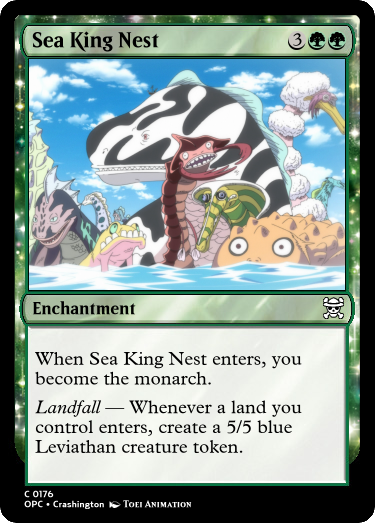 Sea King Nest 3
Enchantment
When Sea King Nest enters, you
become the monarch.
Landfall — Whenever a land you
control enters, create a 5/5 blue
Leviathan creature token.
C 0176
OPC • Crashington TOEI ANIMATION